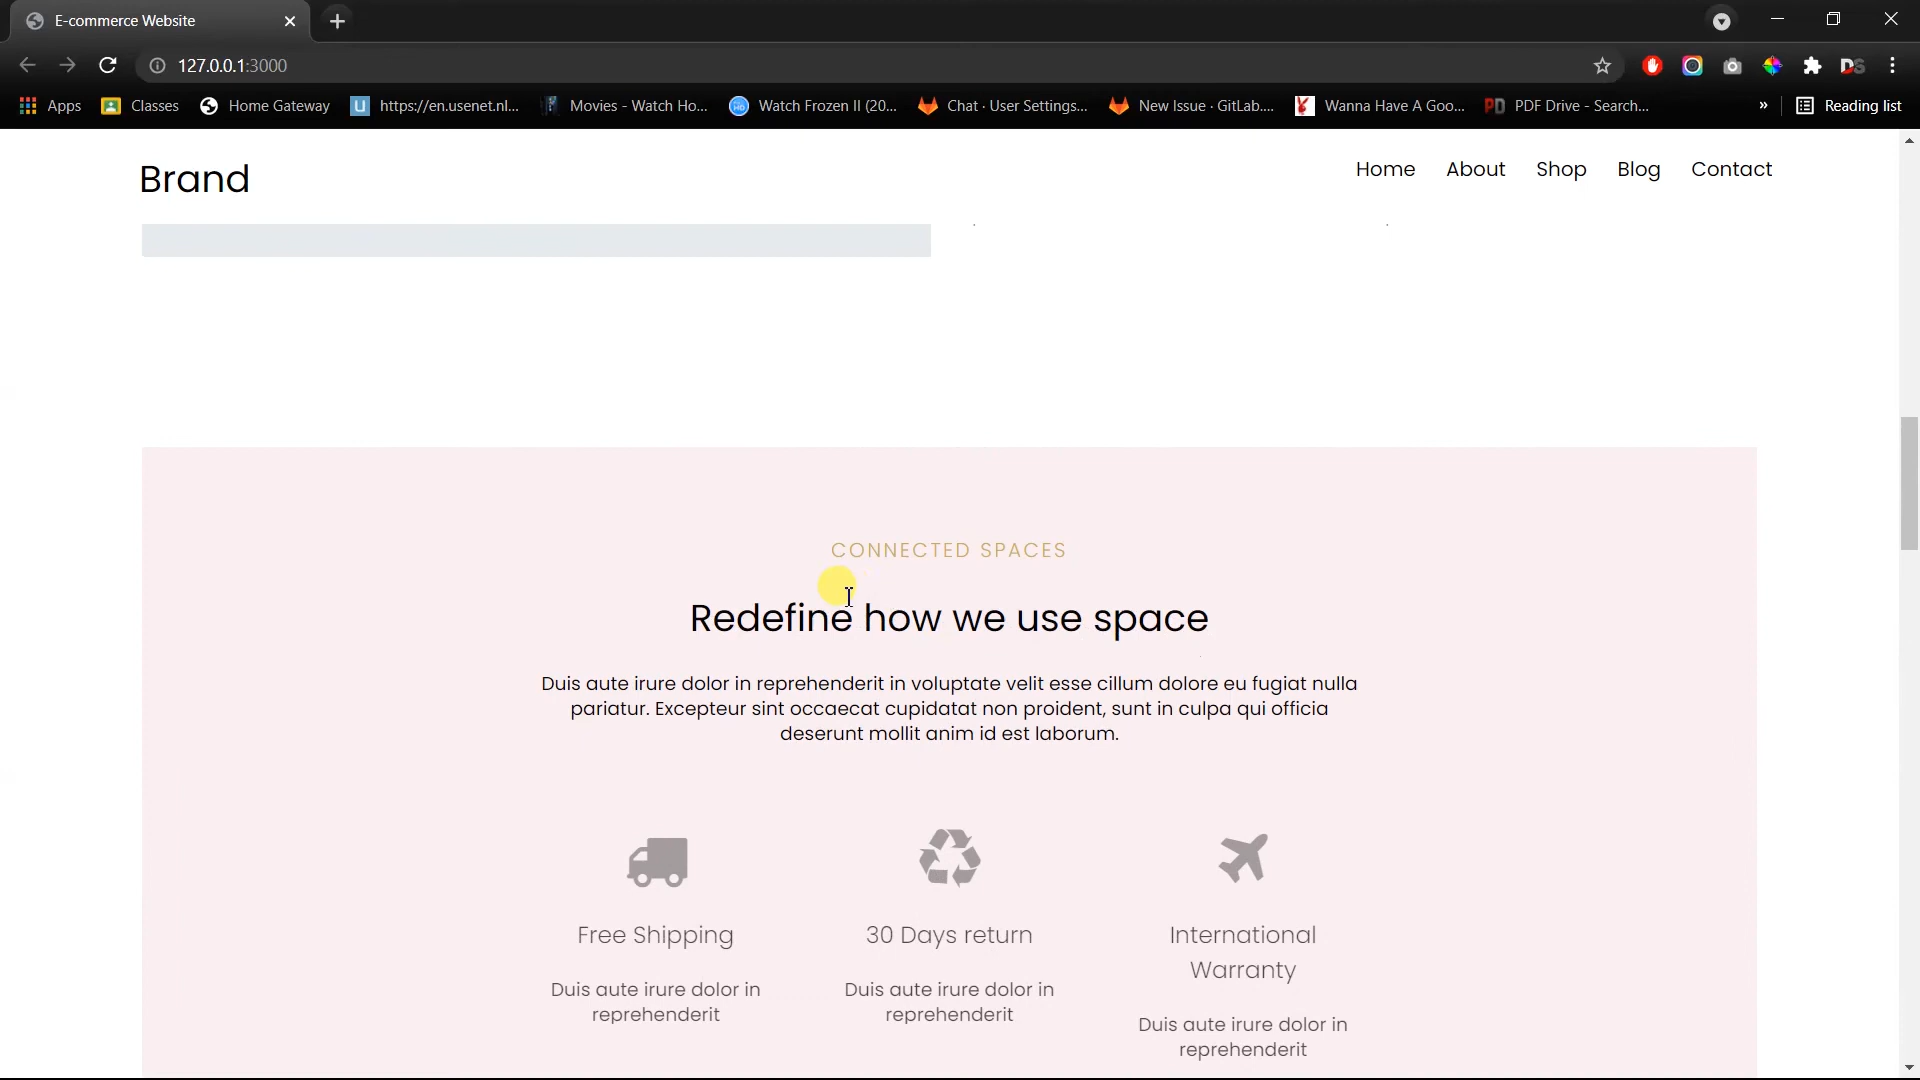 E-commerce Website
127.0.0.1:3000
Apps
Classes
Home Gateway
U
https://en.usenet.nl...
Movies - Watch Ho...
HD
Watch Frozen II (20...
Chat · User Settings...
New Issue · GitLab....
Wanna Have A Goo...
PD
PDF Drive - Search...
»
Reading list
DS
Brand
Home
About
Shop
Blog
Contact
CONNECTED SPACES
Redefine how we use space
Duis aute irure dolor in reprehenderit in voluptate velit esse cillum dolore eu fugiat nulla
pariatur. Excepteur sint occaecat cupidatat non proident, sunt in culpa qui officia
deserunt mollit anim id est laborum.
Free Shipping
Duis aute irure dolor in
reprehenderit
30 Days return
Duis aute irure dolor in
reprehenderit
International
Warranty
Duis aute irure dolor in
reprehenderit